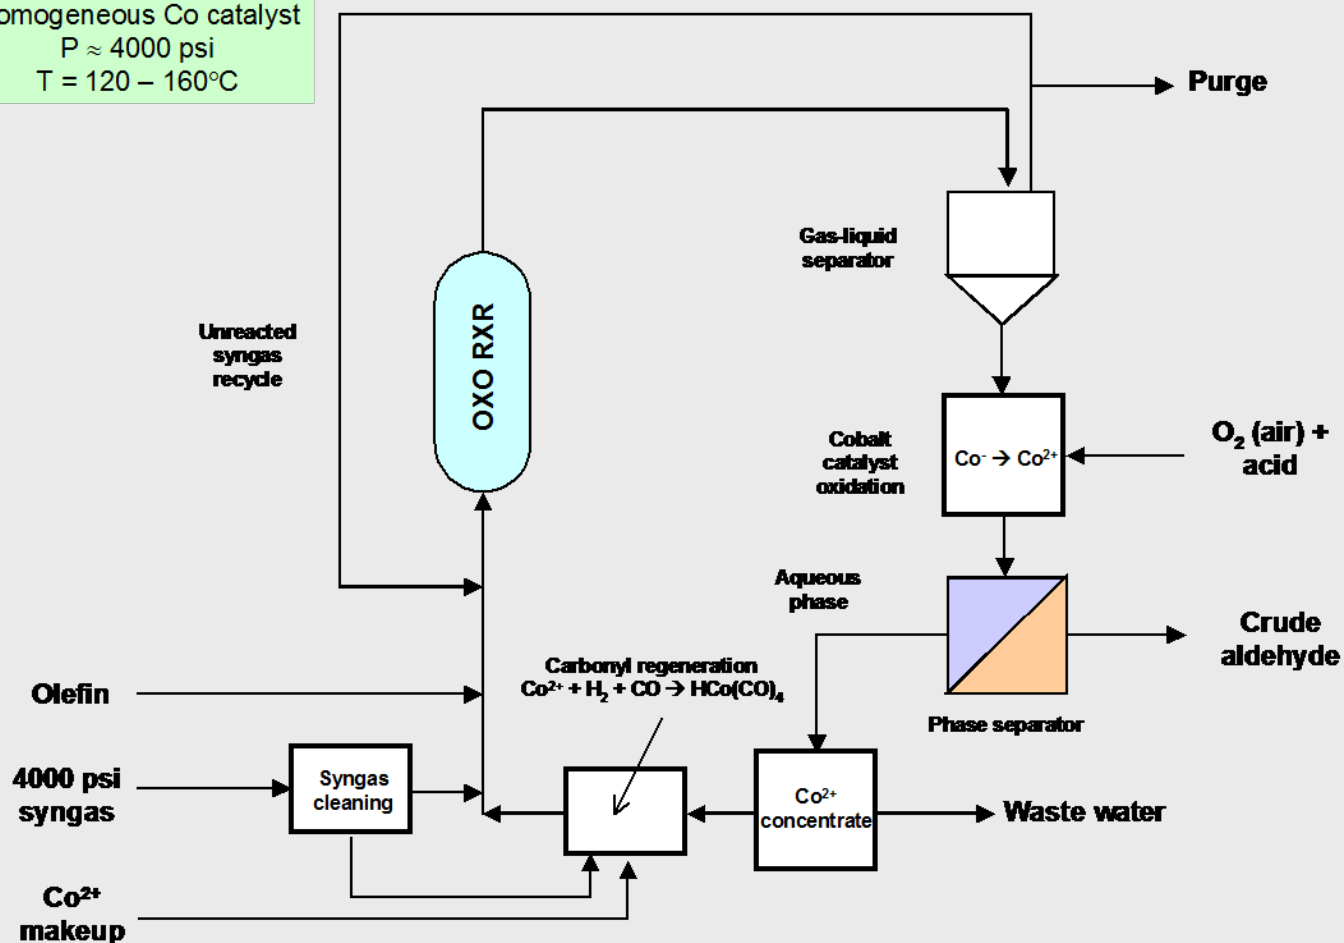 omogeneous Co catalyst
P ≈ 4000 psi
T = 120 – 160°C
Purge
Gas-liquid
separator
OXO RXR
Unreacted
syngas
recycle
Cobalt
catalyst
oxidation
Co⁻ → Co²⁺
O₂ (air) +
acid
Aqueous
phase
Crude
aldehyde
Phase separator
Carbonyl regeneration
Co²⁺ + H₂ + CO → HCo(CO)₄
Olefin
4000 psi
syngas
Syngas
cleaning
Co²⁺
concentrate
Waste water
Co²⁺
makeup